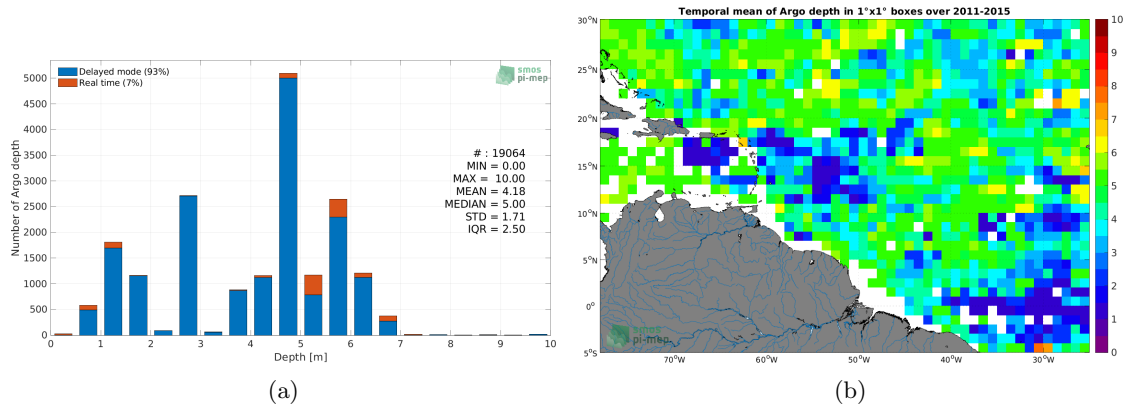 Delayed mode (93%)
Real time (7%)
smos
pi-mep
5000
4500
4000
3500
3000
2500
2000
1500
1000
500
0
Number of Argo depth
# : 19064
MIN = 0.00
MAX = 10.00
MEAN = 4.18
MEDIAN = 5.00
STD = 1.71
IQR = 2.50
0 1 2 3 4 5 6 7 8 9 10
Depth [m]
(a)
Temporal mean of Argo depth in 1°x1° boxes over 2011-2015
30°N
25°N
20°N
15°N
10°N
5°N
0°
5°S
70°W 60°W 50°W 40°W 30°W
smos
pi-mep
10
9
8
7
6
5
4
3
2
1
0
(b)